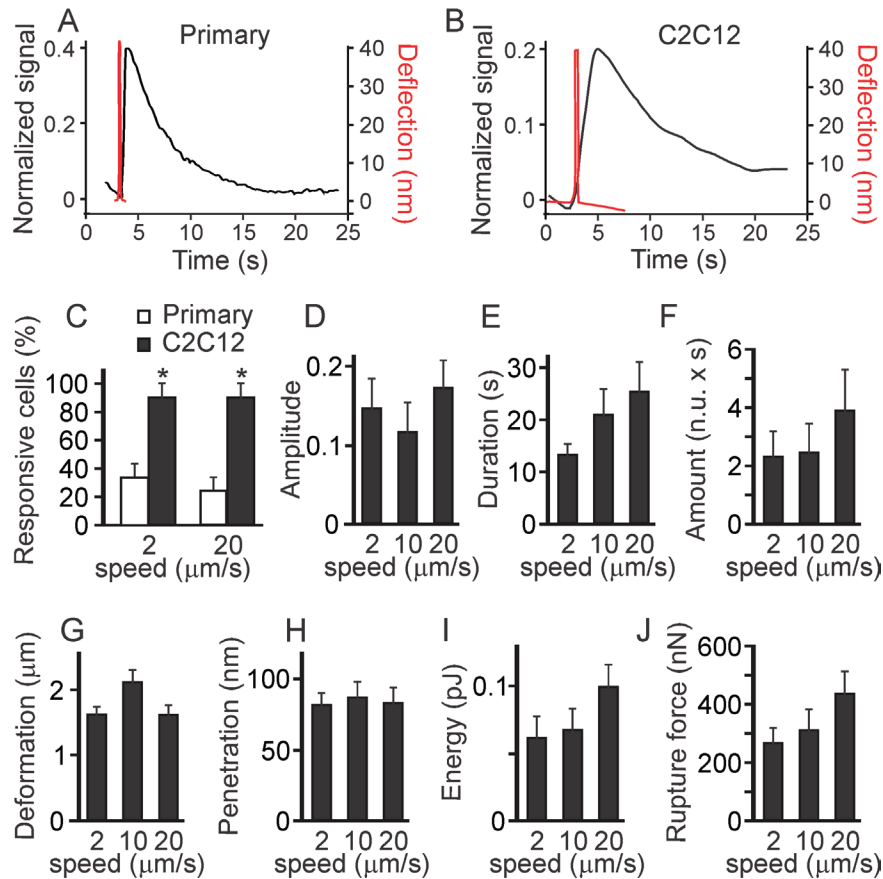 A Primary
Normalized signal
0.4
0.2
0
40
30
20
10
0
Deflection (nm)
0 5 10 15 20 25
Time (s)
B C2C12
Normalized signal
0.2
0.1
0
40
30
20
10
0
Deflection (nm)
0 5 10 15 20 25
Time (s)
C
Primary
C2C12
Responsive cells (%)
100
80
60
40
20
0
* *
2 20
speed (μm/s)
D
Amplitude
0.2
0.1
0
2 10 20
speed (μm/s)
E
Duration (s)
30
20
10
0
2 10 20
speed (μm/s)
F
Amount (n.u. x s)
6
4
2
0
2 10 20
speed (μm/s)
G
Deformation (μm)
2
1
0
2 10 20
speed (μm/s)
H
Penetration (nm)
100
50
0
2 10 20
speed (μm/s)
I
Energy (pJ)
0.1
0
2 10 20
speed (μm/s)
J
Rupture force (nN)
600
400
300
200
0
2 10 20
speed (μm/s)